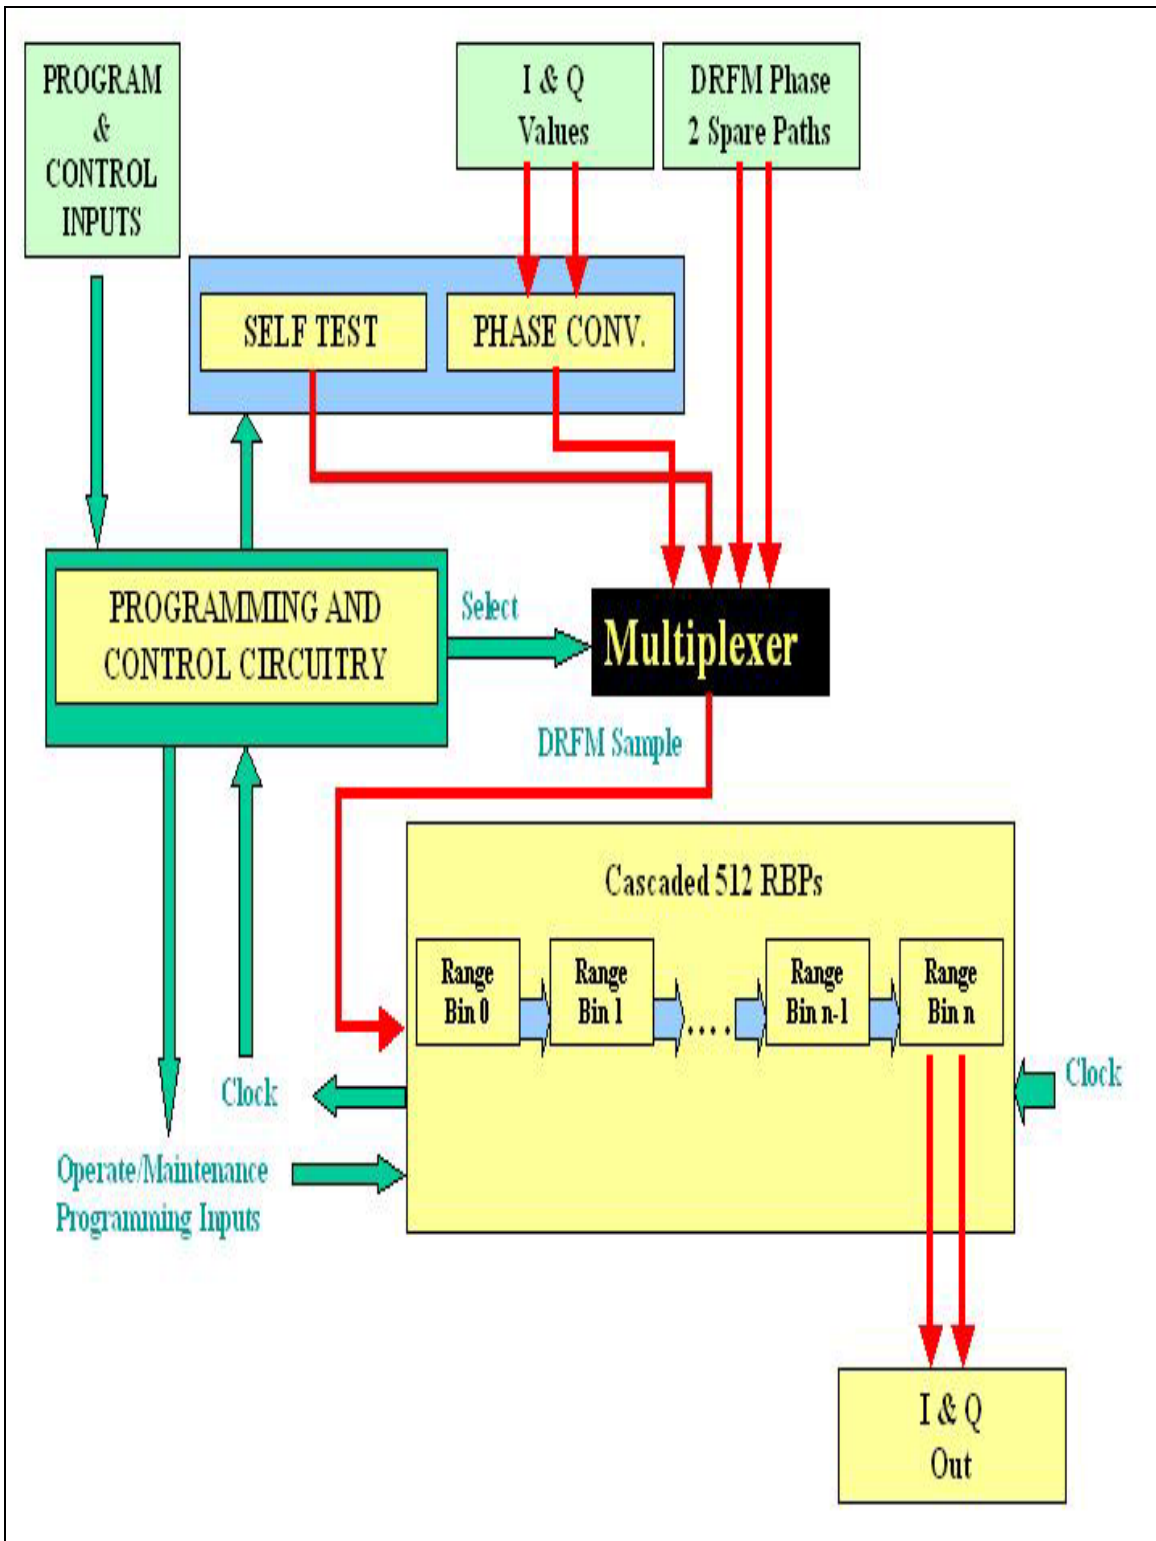 PROGRAM
&
CONTROL
INPUTS
I & Q
Values
DRFM Phase
2 Spare Paths
SELF TEST
PHASE CONV.
PROGRAMMING AND
CONTROL CIRCUITRY
Select
Multiplexer
DRFM Sample
Cascaded 512 RBPs
Range
Bin 0
Range
Bin 1
....
Range
Bin n-1
Range
Bin n
Clock
Clock
Operate/Maintenance
Programming Inputs
I & Q
Out